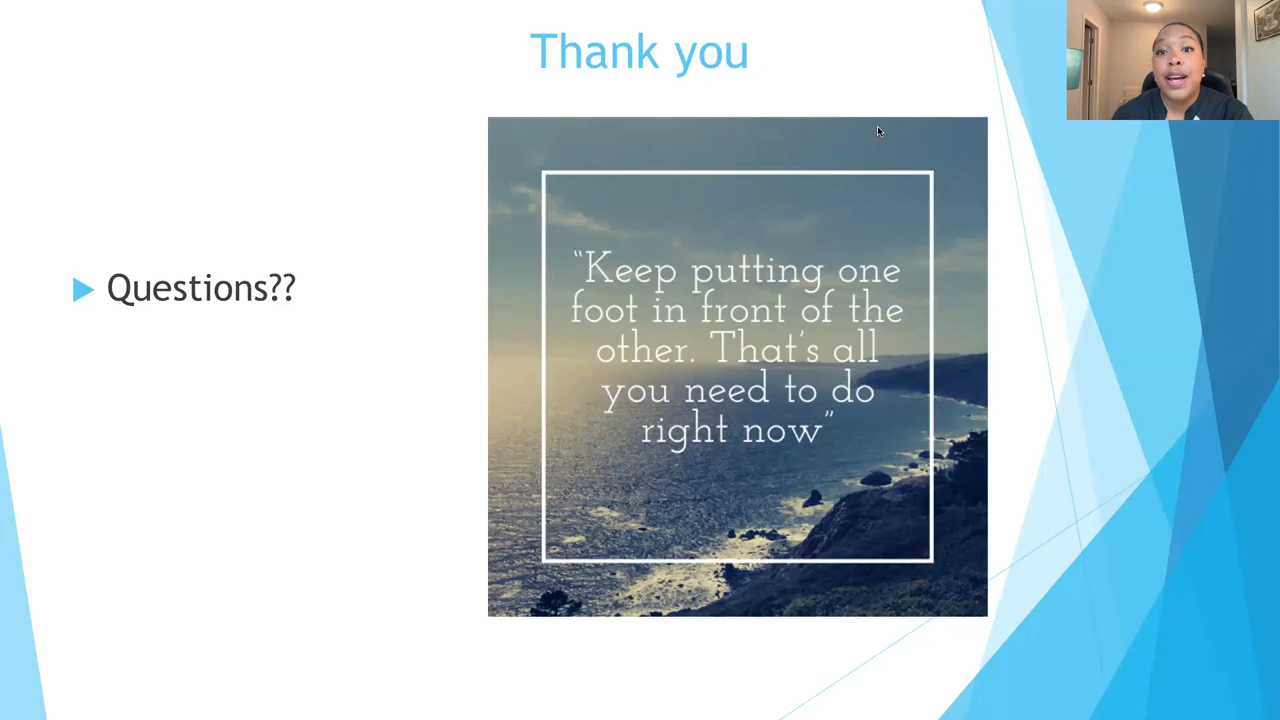 Thank you
Questions??
“Keep putting one
foot in front of the
other. That's all
you need to do
right now”